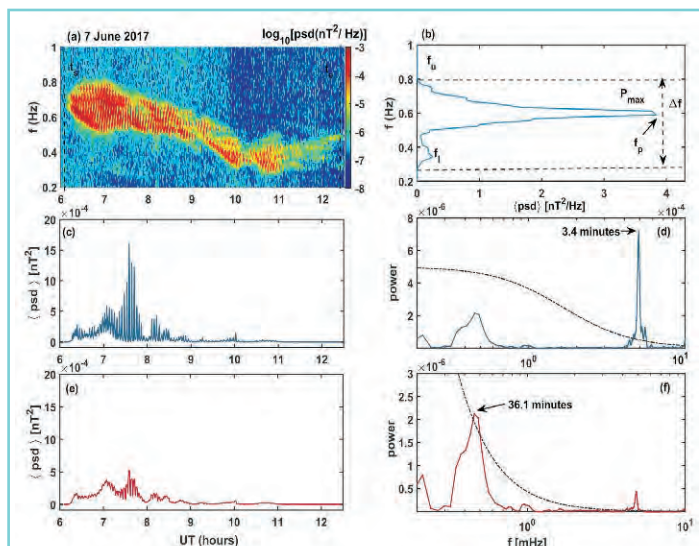 (a) 7 June 2017 log₁₀[psd(nT²/ Hz)]
1
0.8
0.6
0.4
0.2
f (Hz)
6 7 8 9 10 11 12
-3
-4
-5
-6
-7
-8
(b)
1
0.8
0.6
0.4
0.2
f (Hz)
fᵤ
Pmax
Δf
fₚ
fₗ
0 1 2 3 4
⟨psd⟩ [nT²/Hz] ×10⁻⁴
×10⁻⁴
(c)
20
15
10
5
0
⟨ psd ⟩ [nT²]
6 7 8 9 10 11 12
×10⁻⁶
(d)
3.4 minutes
8
6
4
2
power
10⁰ 10¹
×10⁻⁴
(e)
20
15
10
5
0
⟨ psd ⟩ [nT²]
6 7 8 9 10 11 12
UT (hours)
×10⁻⁶
(f)
36.1 minutes
3
2.5
2
1.5
1
0.5
power
10⁰ 10¹
f [mHz]